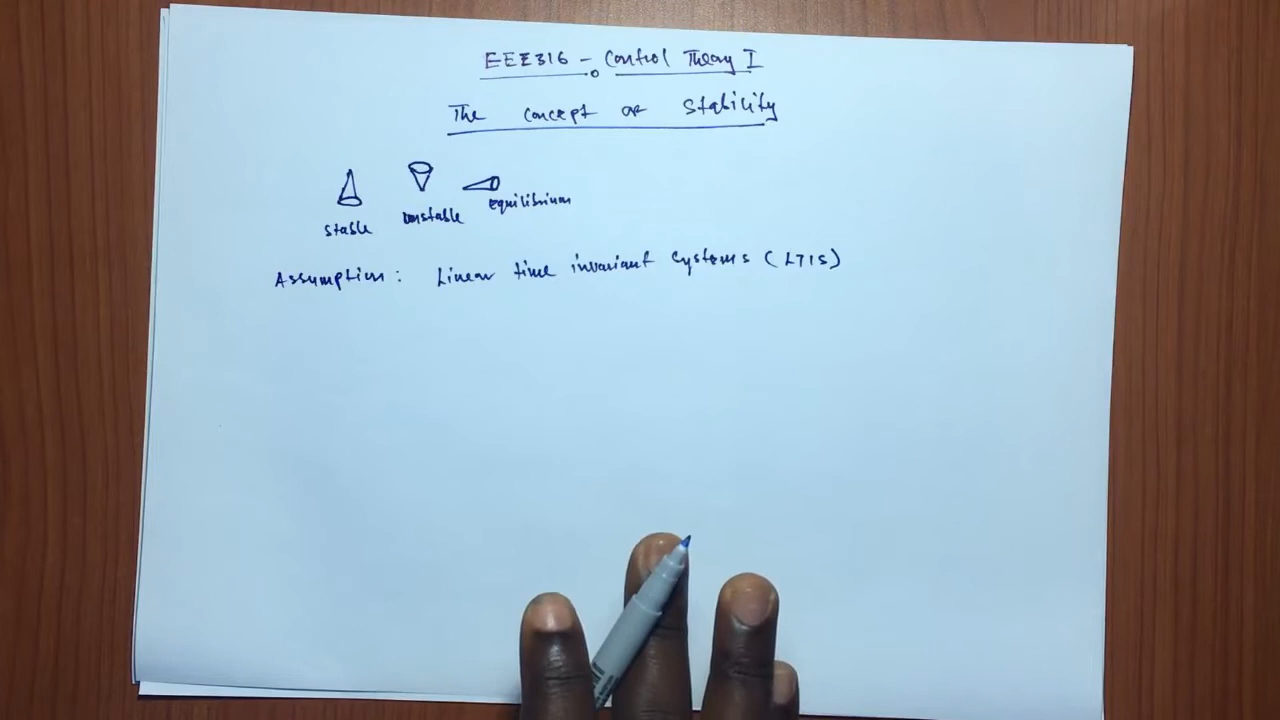 EEE316 - Control Theory I
The concept of Stability
stable unstable equilibrium
Assumption: Linear time invariant systems (LTIS)